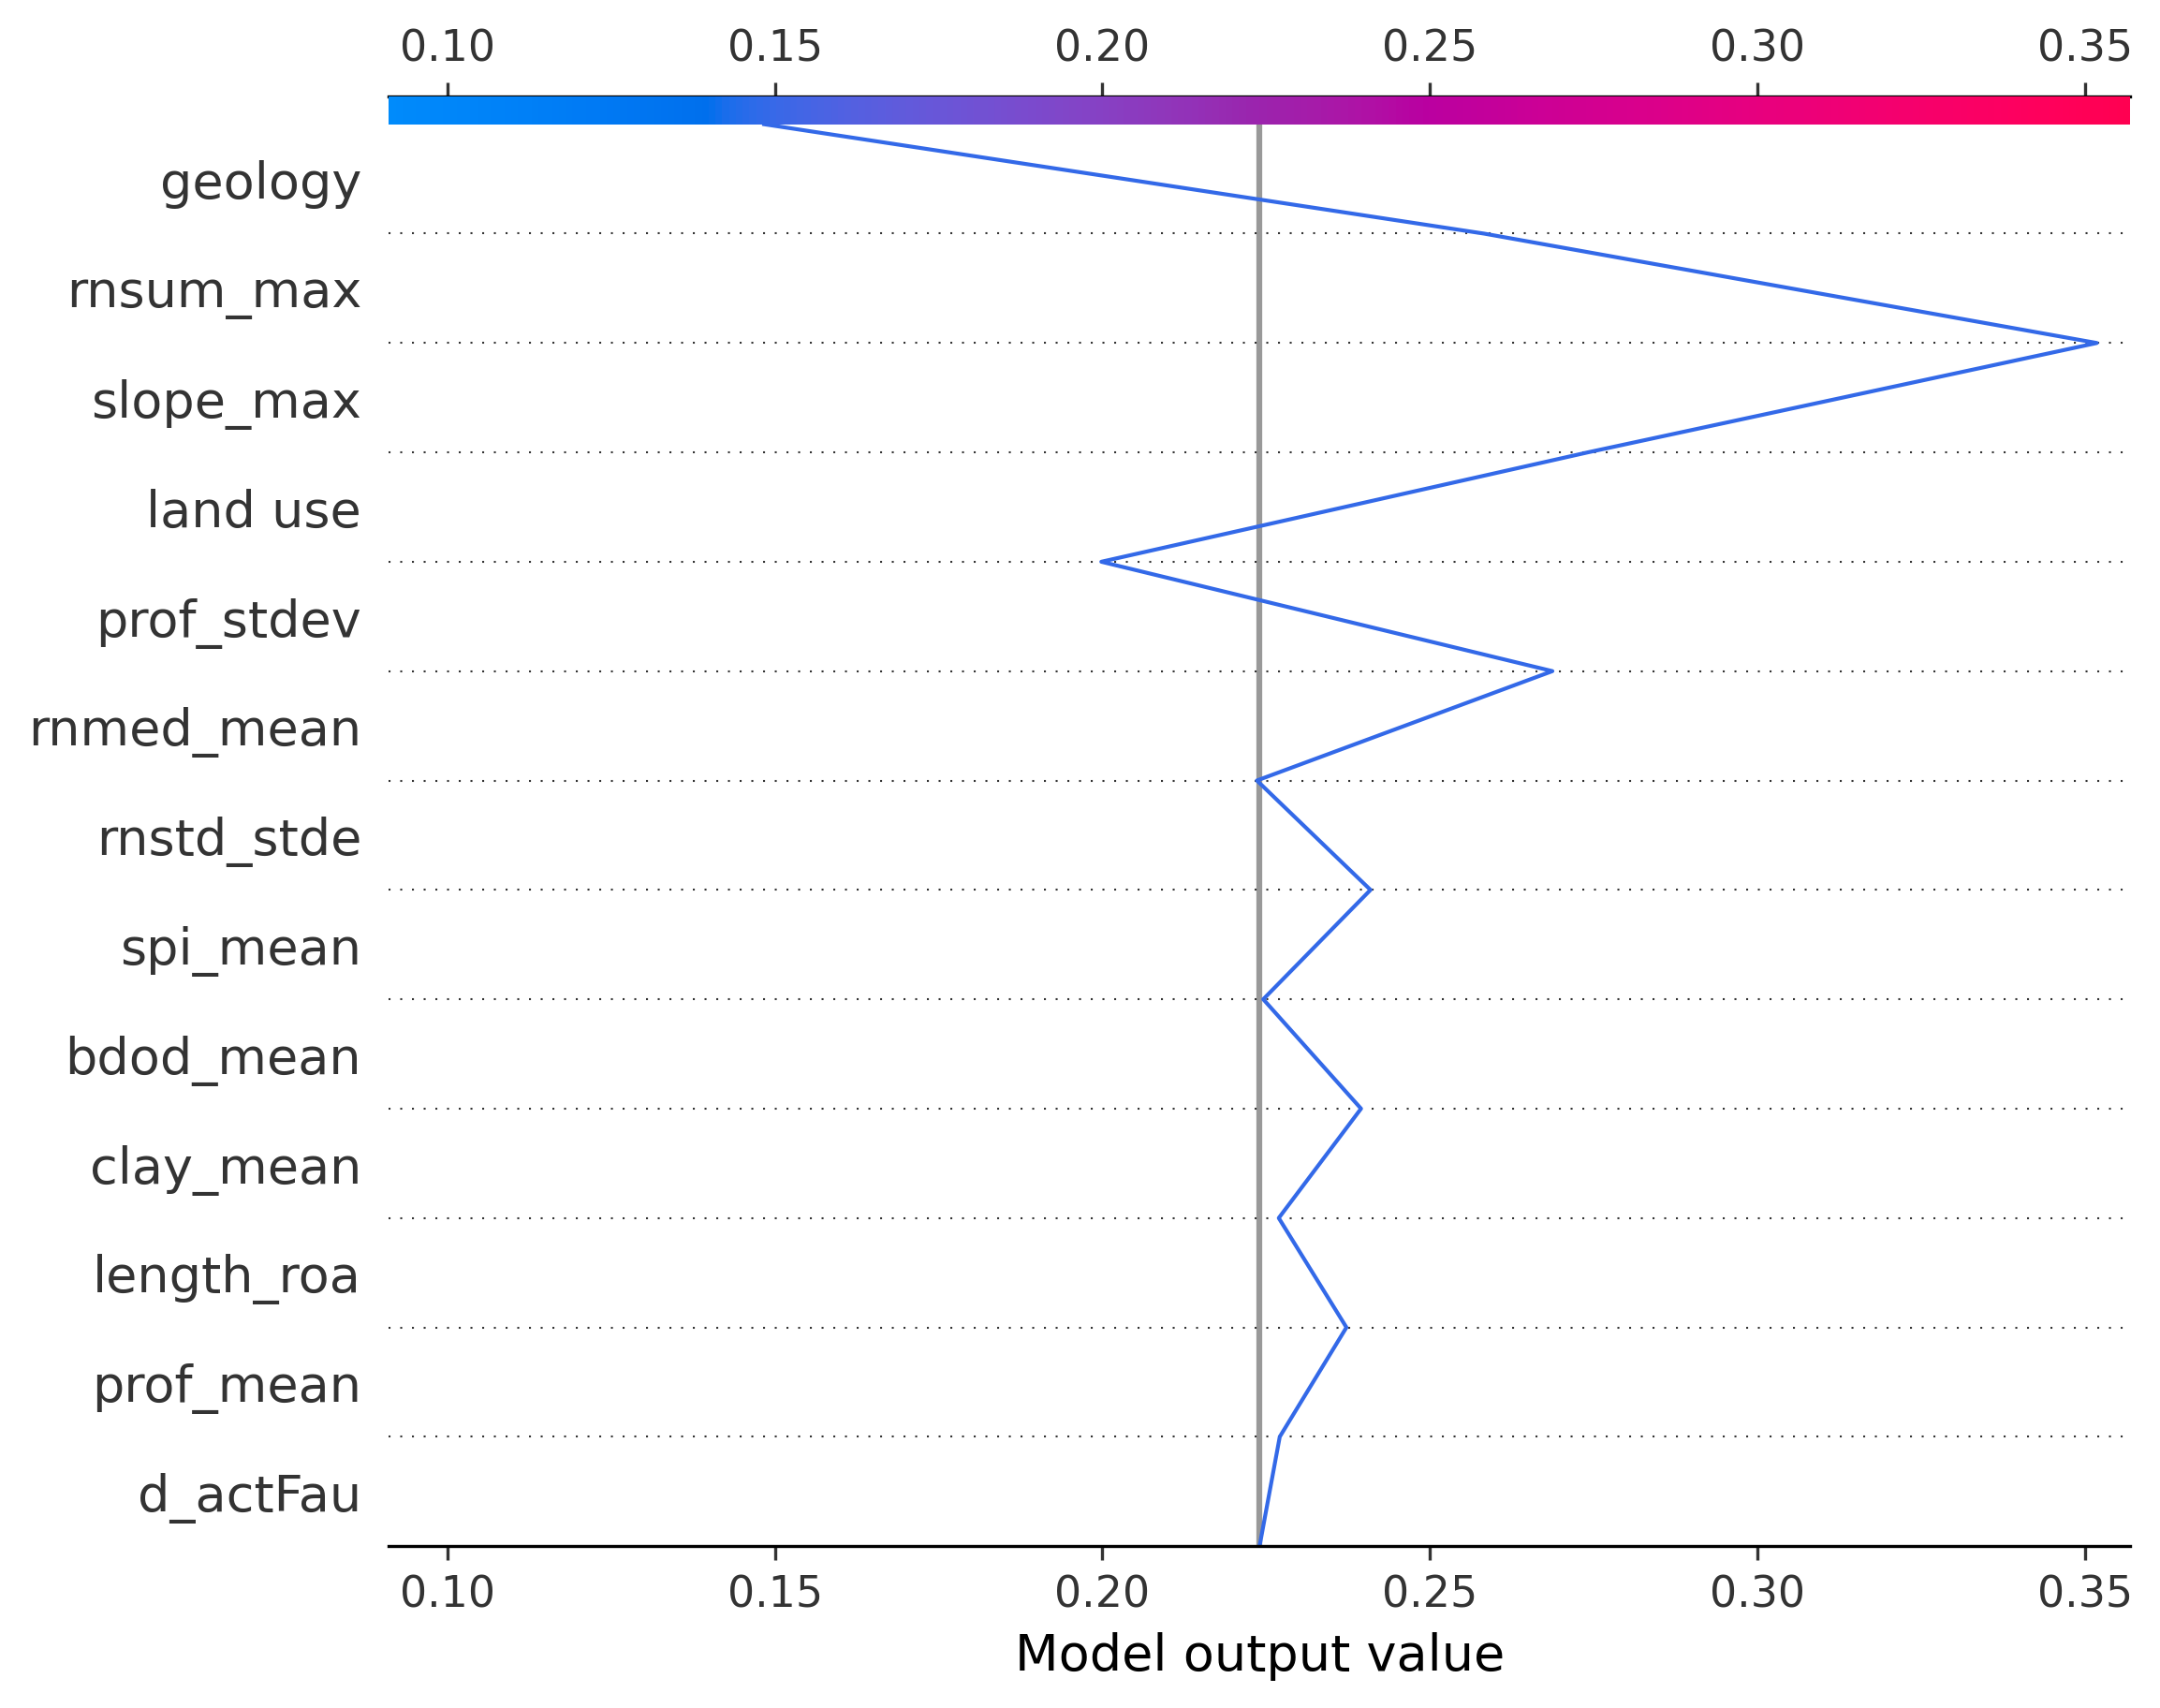 0.10 0.15 0.20 0.25 0.30 0.35
geology
rnsum_max
slope_max
land use
prof_stdev
rnmed_mean
rnstd_stde
spi_mean
bdod_mean
clay_mean
length_roa
prof_mean
d_actFau
0.10 0.15 0.20 0.25 0.30 0.35
Model output value